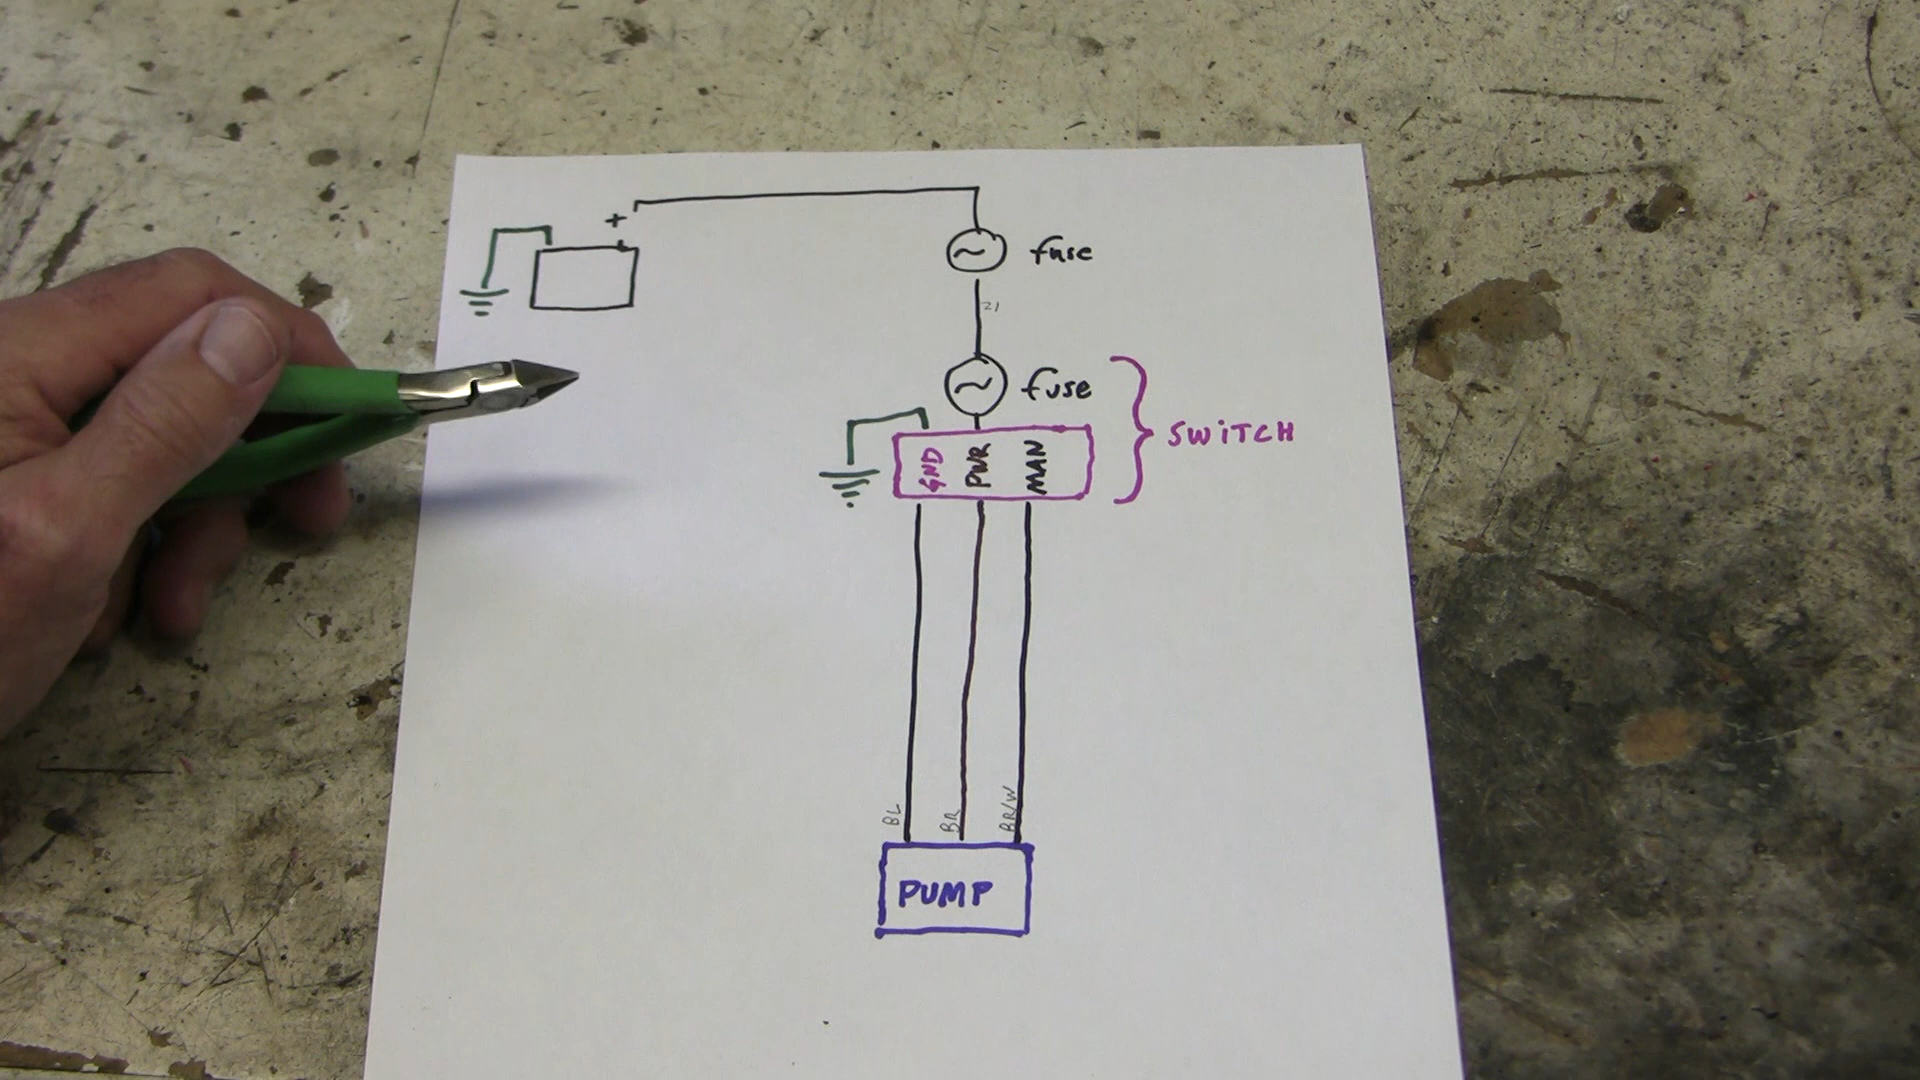 +
fuse
21
fuse
SWiTCH
GND
PWR
MAN
BL
BR
BR/W
PUMP